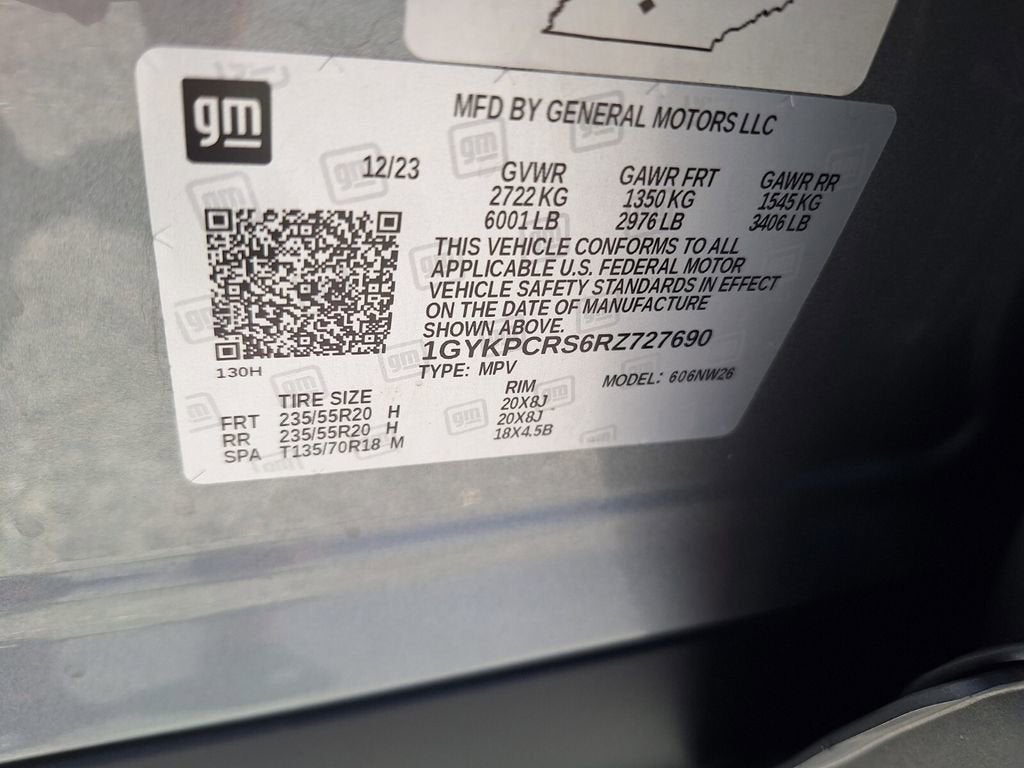 gm
MFD BY GENERAL MOTORS LLC
12/23 GVWR GAWR FRT GAWR RR
2722 KG 1350 KG 1545 KG
6001 LB 2976 LB 3406 LB
THIS VEHICLE CONFORMS TO ALL
APPLICABLE U.S. FEDERAL MOTOR
VEHICLE SAFETY STANDARDS IN EFFECT
ON THE DATE OF MANUFACTURE
SHOWN ABOVE.
1GYKPCRS6RZ727690
130H
TYPE: MPV MODEL: 606NW26
TIRE SIZE RIM
FRT 235/55R20 H 20X8J
RR 235/55R20 H 20X8J
SPA T135/70R18 M 18X4.5B